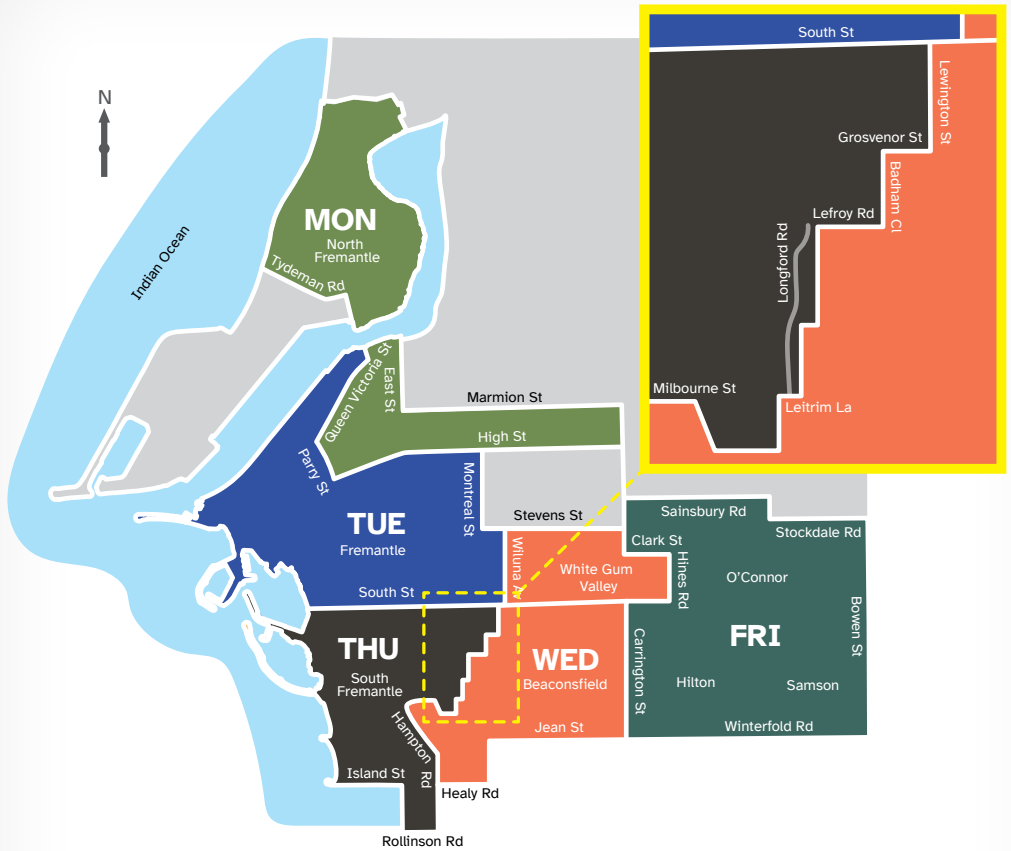 N
Indian Ocean
MON
North
Fremantle
Tydeman Rd
Queen Victoria St
East St
Marmion St
High St
Parry St
Montreal St
TUE
Fremantle
South St
Stevens St
Wiluna Av
White Gum
Valley
Sainsbury Rd
Stockdale Rd
Clark St
Hines Rd
O'Connor
Bowen St
FRI
Carrington St
Hilton
Samson
Winterfold Rd
THU
South
Fremantle
WED
Beaconsfield
Jean St
Hampton
Rd
Island St
Healy Rd
Rollinson Rd
South St
Lewington St
Grosvenor St
Badham Cl
Lefroy Rd
Longford Rd
Milbourne St
Leitrim La